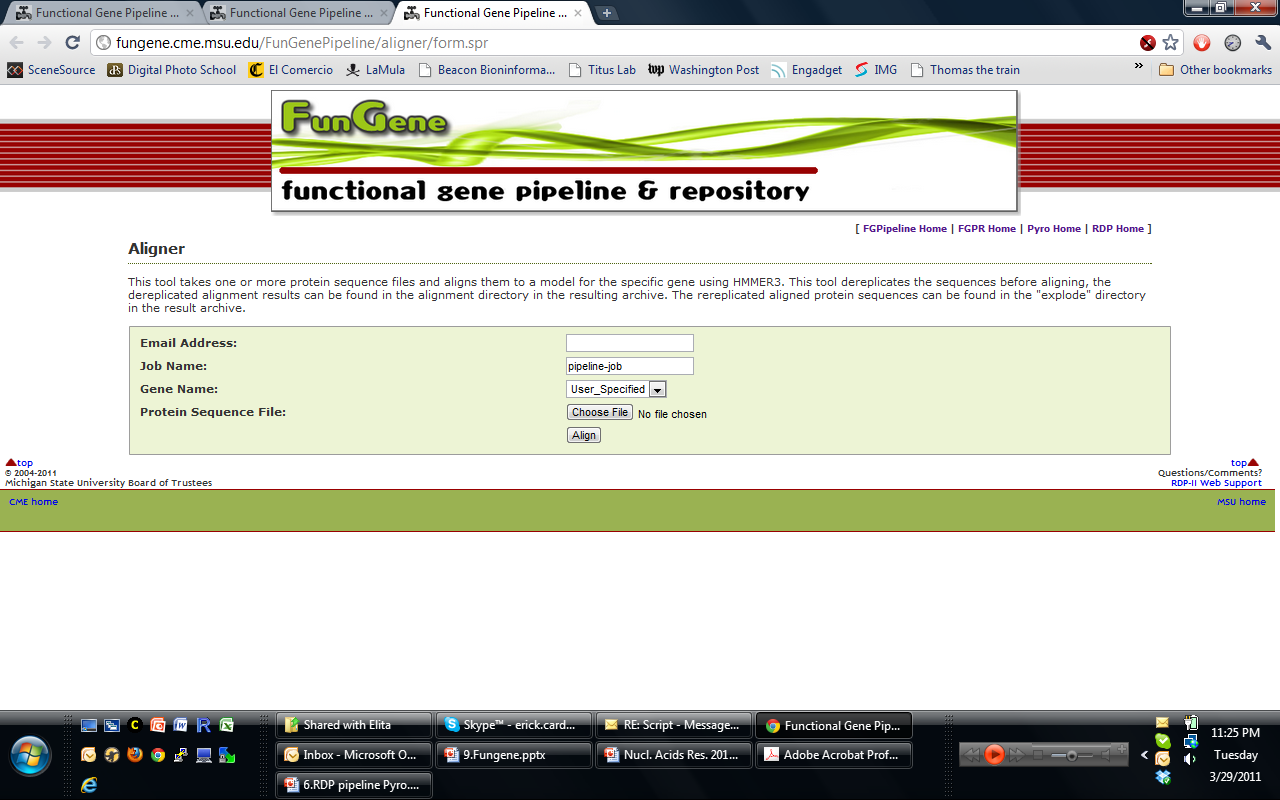 Functional Gene Pipeline ...
Functional Gene Pipeline ...
Functional Gene Pipeline ...
fungene.cme.msu.edu/FunGenePipeline/aligner/form.spr
SceneSource
Digital Photo School
El Comercio
LaMula
Beacon Bioninforma...
Titus Lab
wp Washington Post
Engadget
IMG
Thomas the train
»
Other bookmarks
FunGene
functional gene pipeline & repository
[ FGPipeline Home | FGPR Home | Pyro Home | RDP Home ]
Aligner
This tool takes one or more protein sequence files and aligns them to a model for the specific gene using HMMER3. This tool dereplicates the sequences before aligning, the
dereplicated alignment results can be found in the alignment directory in the resulting archive. The rereplicated aligned protein sequences can be found in the "explode" directory
in the result archive.
Email Address:
Job Name:
pipeline-job
Gene Name:
User_Specified
Protein Sequence File:
Choose File No file chosen
Align
top
© 2004-2011
Michigan State University Board of Trustees
top
Questions/Comments?
RDP-II Web Support
CME home
MSU home
Shared with Elita
Skype™ - erick.card...
RE: Script - Message...
Functional Gene Pip...
Inbox - Microsoft O...
9.Fungene.pptx
Nucl. Acids Res. 201...
Adobe Acrobat Prof...
6.RDP pipeline Pyro....
11:25 PM
Tuesday
3/29/2011